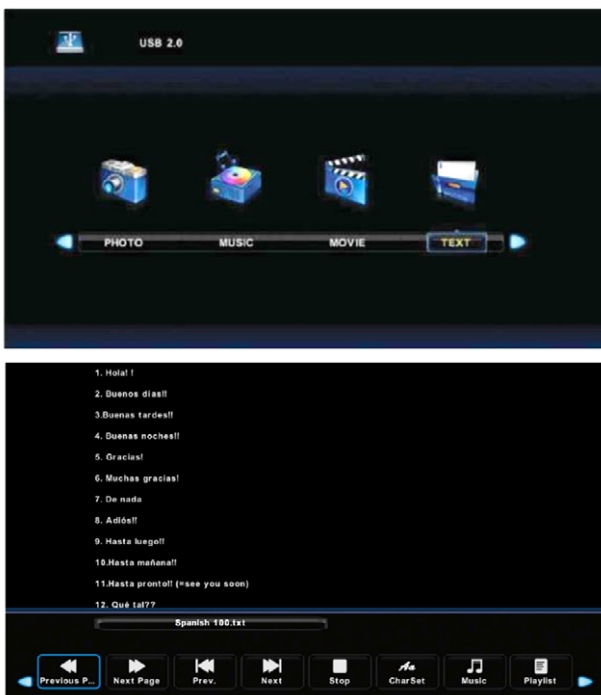 USB 2.0
PHOTO MUSIC MOVIE TEXT
1. Hola! !
2. Buenos días!!
3.Buenas tardes!!
4. Buenas noches!!
5. Gracias!
6. Muchas gracias!
7. De nada
8. Adiós!!
9. Hasta luego!!
10.Hasta mañana!!
11.Hasta pronto!! (=see you soon)
12. Qué tal??
Spanish 100.txt
Previous P... Next Page Prev. Next Stop CharSet Music Playlist